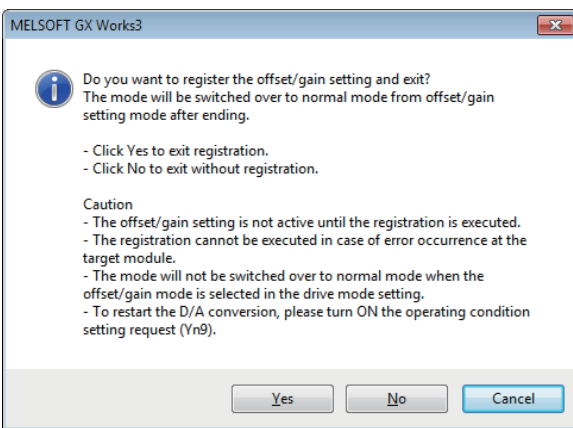 MELSOFT GX Works3
Do you want to register the offset/gain setting and exit?
The mode will be switched over to normal mode from offset/gain
setting mode after ending.
- Click Yes to exit registration.
- Click No to exit without registration.
Caution
- The offset/gain setting is not active until the registration is executed.
- The registration cannot be executed in case of error occurrence at the
target module.
- The mode will not be switched over to normal mode when the
offset/gain mode is selected in the drive mode setting.
- To restart the D/A conversion, please turn ON the operating condition
setting request (Yn9).
Yes No Cancel